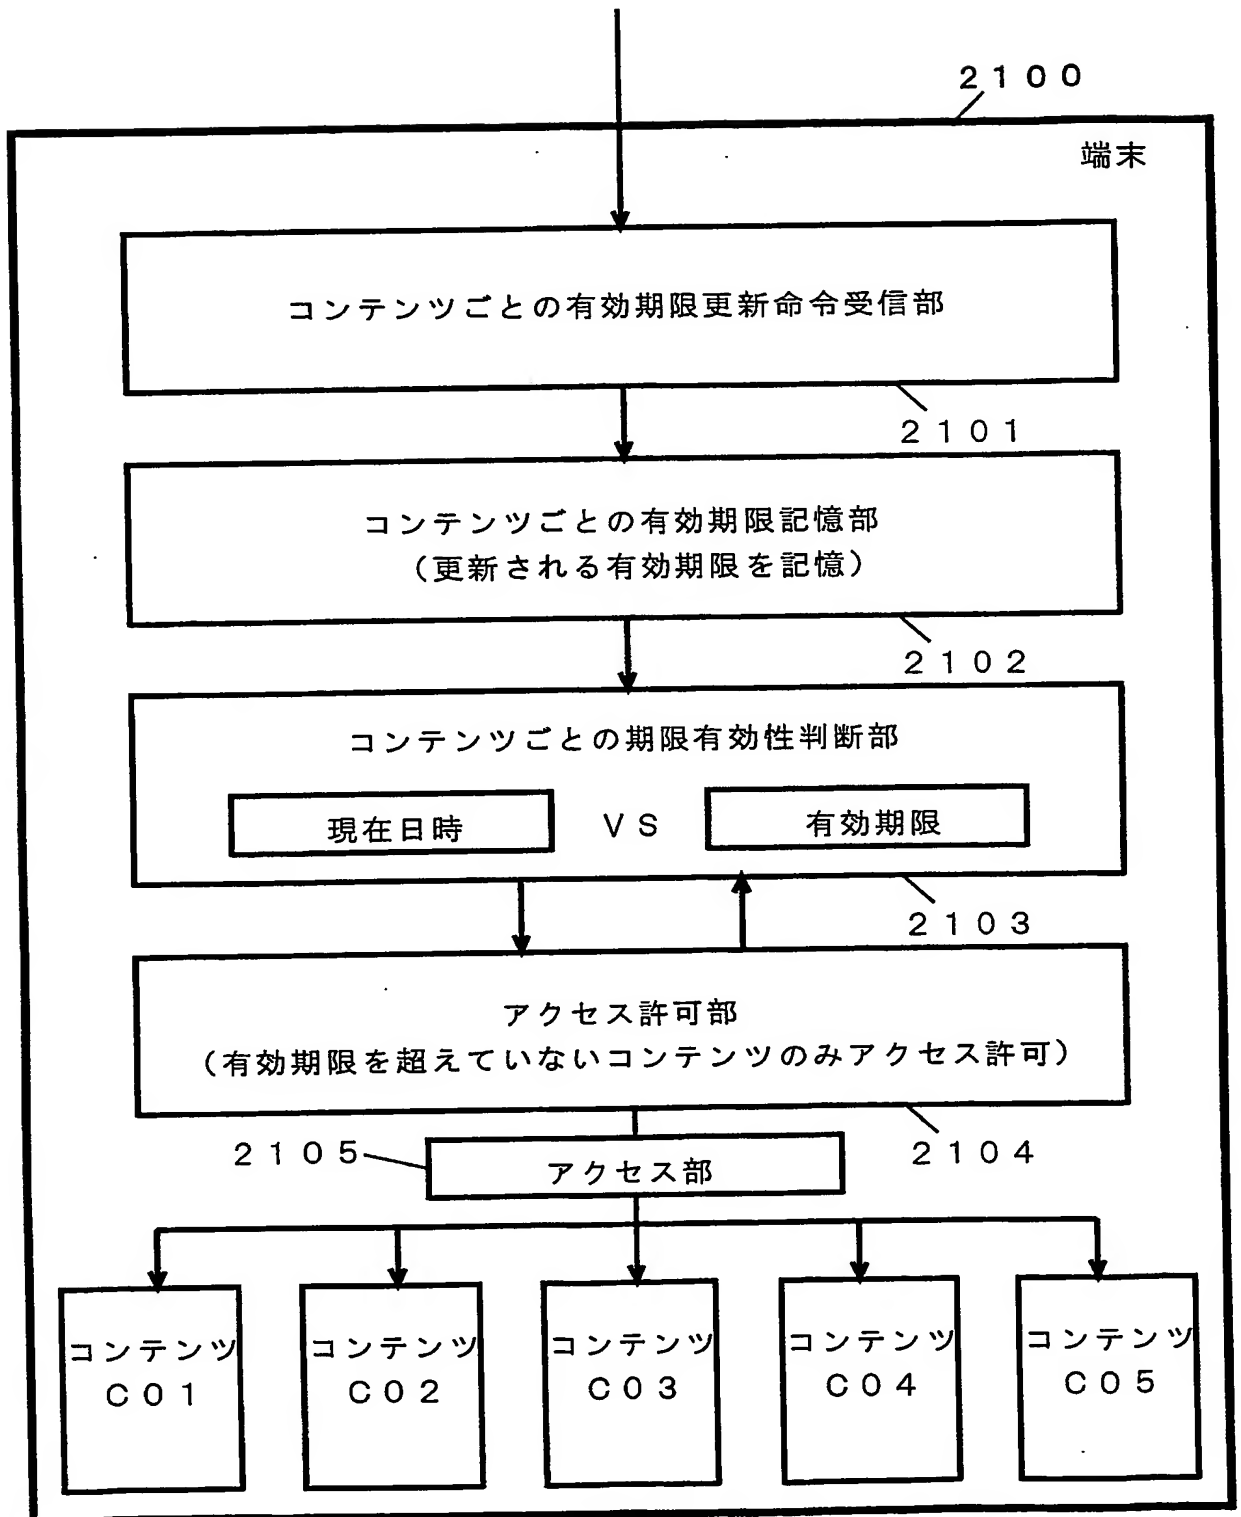 ２１００
端末
コンテンツごとの有効期限更新命令受信部
２１０１
コンテンツごとの有効期限記憶部
（更新される有効期限を記憶）
２１０２
コンテンツごとの期限有効性判断部
現在日時
ＶＳ
有効期限
２１０３
アクセス許可部
（有効期限を超えていないコンテンツのみアクセス許可）
２１０４
２１０５
アクセス部
コンテンツ
Ｃ０１
コンテンツ
Ｃ０２
コンテンツ
Ｃ０３
コンテンツ
Ｃ０４
コンテンツ
Ｃ０５